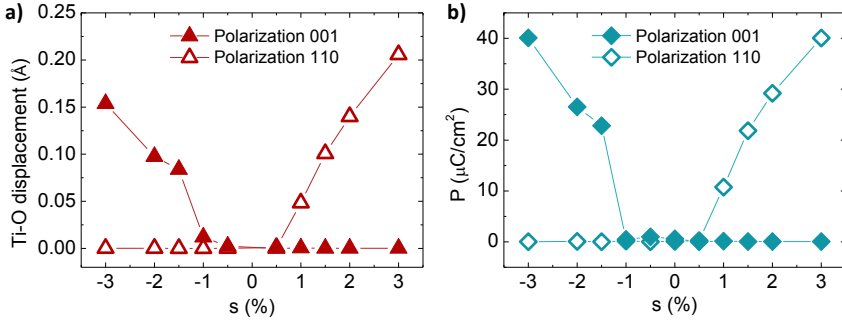 a)
Ti-O displacement (Å)
0.25
0.20
0.15
0.10
0.05
0.00
Polarization 001
Polarization 110
-3 -2 -1 0 1 2 3
s (%)
b)
P (μC/cm²)
40
30
20
10
0
Polarization 001
Polarization 110
-3 -2 -1 0 1 2 3
s (%)